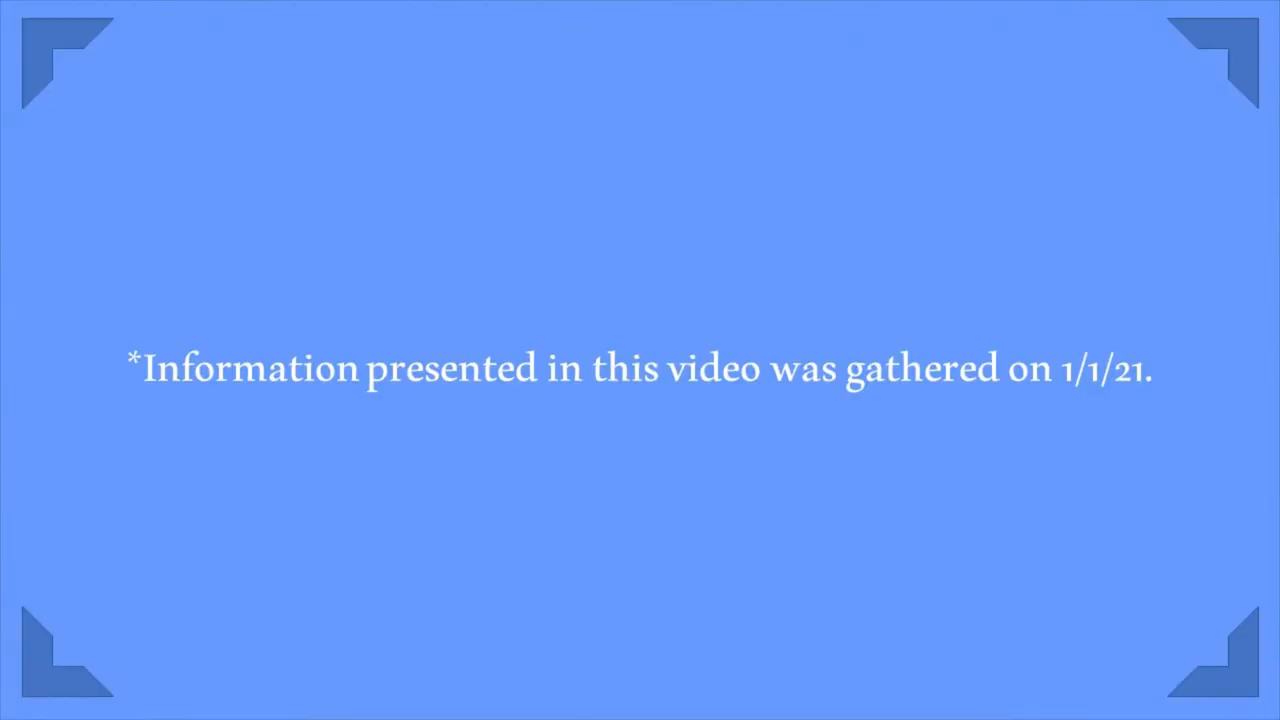 *Information presented in this video was gathered on 1/1/21.